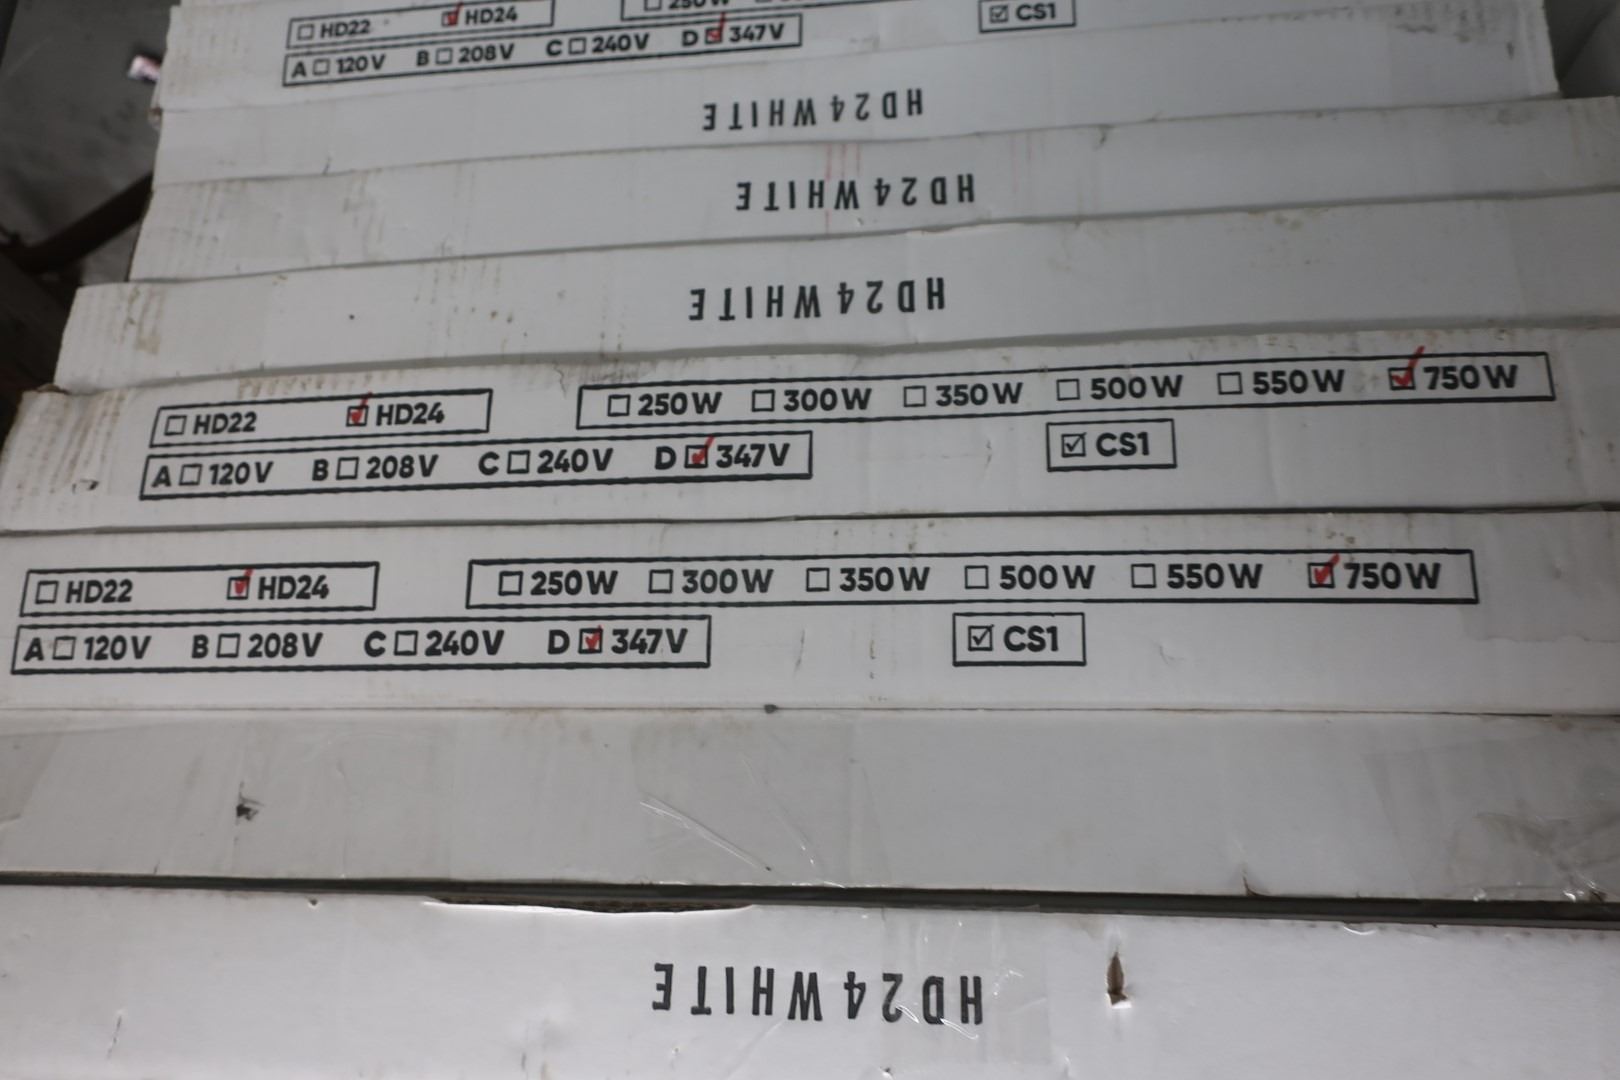 ☐ HD22 ☑ HD24
☐ 250W
A ☐ 120V B ☐ 208V C ☐ 240V D ☑ 347V
☑ CS1
HD24WHITE
HD24WHITE
HD24WHITE
☐ HD22 ☑ HD24
☐ 250W ☐ 300W ☐ 350W ☐ 500W ☐ 550W ☑ 750W
A ☐ 120V B ☐ 208V C ☐ 240V D ☑ 347V
☑ CS1
☐ HD22 ☑ HD24
☐ 250W ☐ 300W ☐ 350W ☐ 500W ☐ 550W ☑ 750W
A ☐ 120V B ☐ 208V C ☐ 240V D ☑ 347V
☑ CS1
HD24WHITE